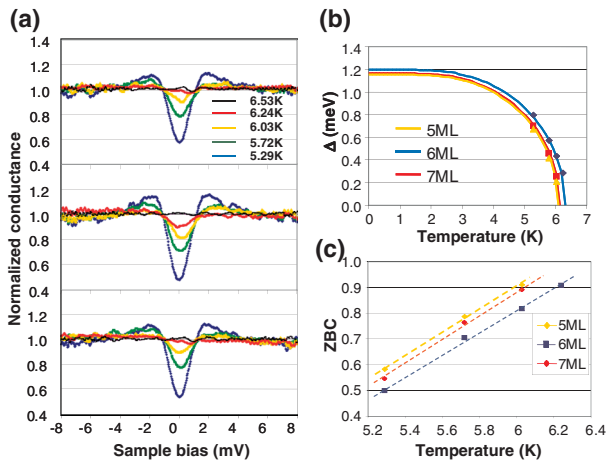 (a)
1.4
1.2
1.0
0.8
0.6
0.4
1.2
1.0
0.8
0.6
0.4
1.2
1.0
0.8
0.6
0.4
Normalized conductance
6.53K
6.24K
6.03K
5.72K
5.29K
-8 -4 0 4 8
Sample bias (mV)
(b)
1.4
1.2
1.0
0.8
0.6
0.4
0.2
0.0
Δ (meV)
5ML
6ML
7ML
0 1 2 3 4 5 6 7
Temperature (K)
(c)
1.0
0.9
0.8
0.7
0.6
0.5
0.4
ZBC
5ML
6ML
7ML
5.2 5.4 5.6 5.8 6 6.2 6.4
Temperature (K)